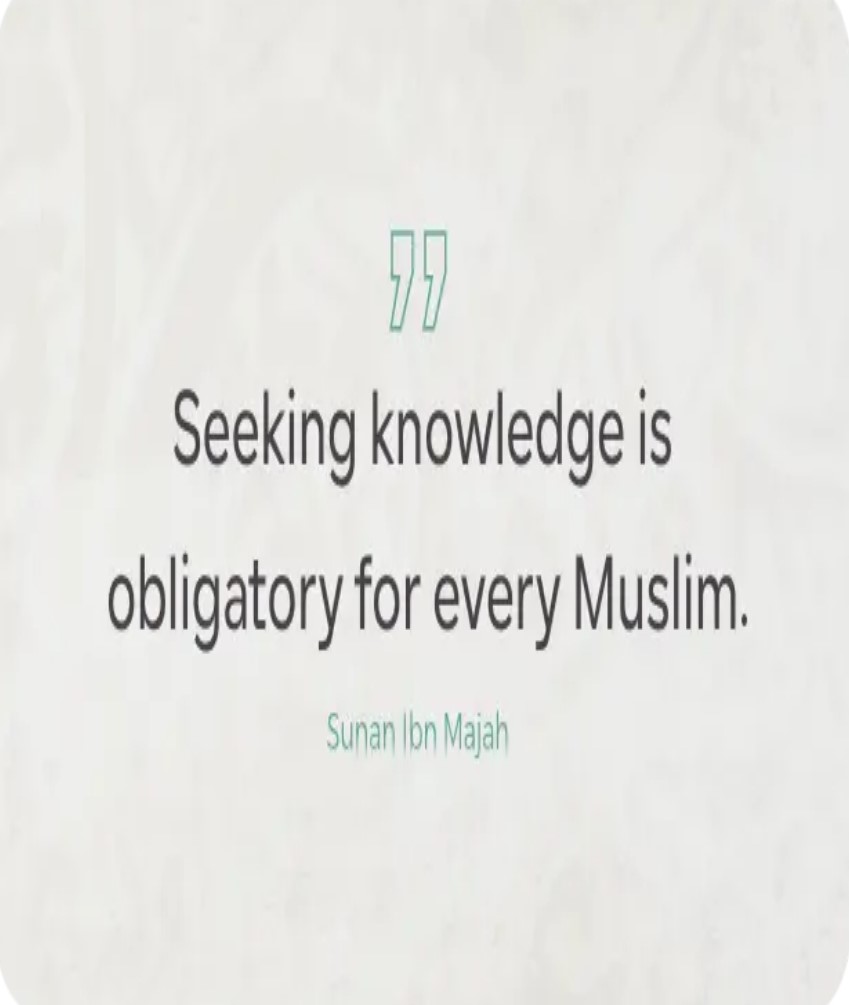 ”
Seeking knowledge is
obligatory for every Muslim.
Sunan Ibn Majah